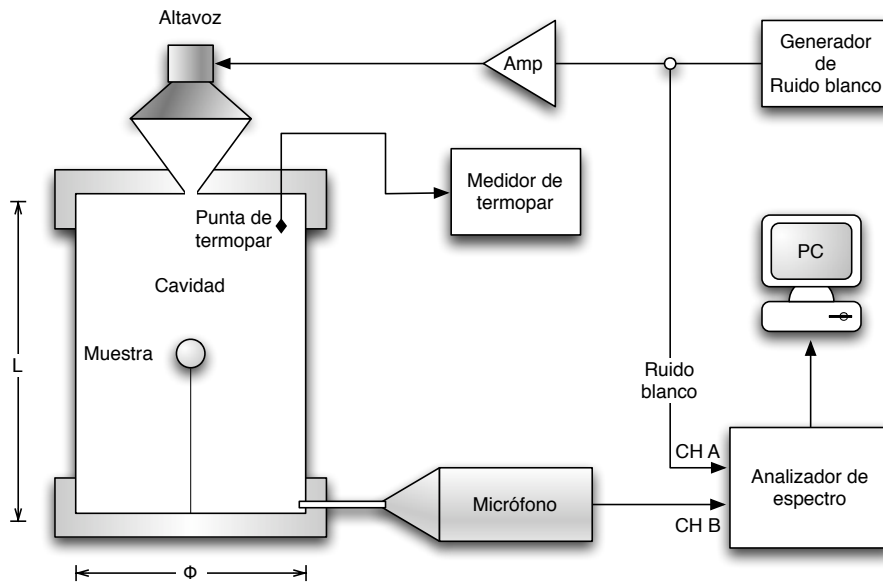 Altavoz
Amp
Generador
de
Ruido blanco
Medidor de
termopar
Punta de
termopar
PC
Cavidad
Muestra
L
Ruido
blanco
CH A
Analizador de
espectro
Micrófono
CH B
Φ